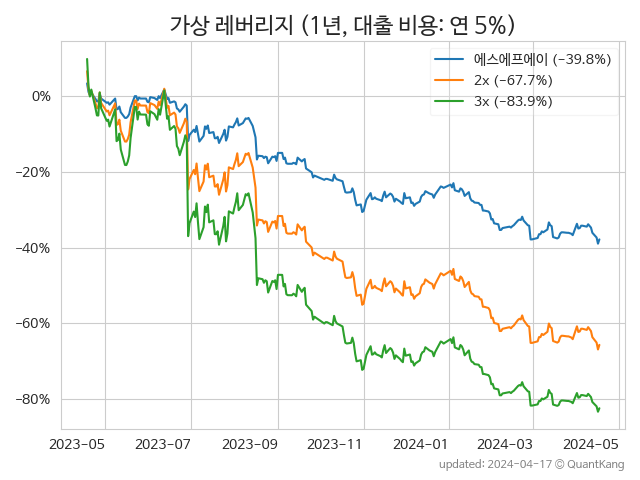 가상 레버리지 (1년, 대출 비용: 연 5%)
에스에프에이 (−39.8%)
2x (−67.7%)
3x (−83.9%)
0%
−20%
−40%
−60%
−80%
2023-05 2023-07 2023-09 2023-11 2024-01 2024-03 2024-05
updated: 2024-04-17 © QuantKang